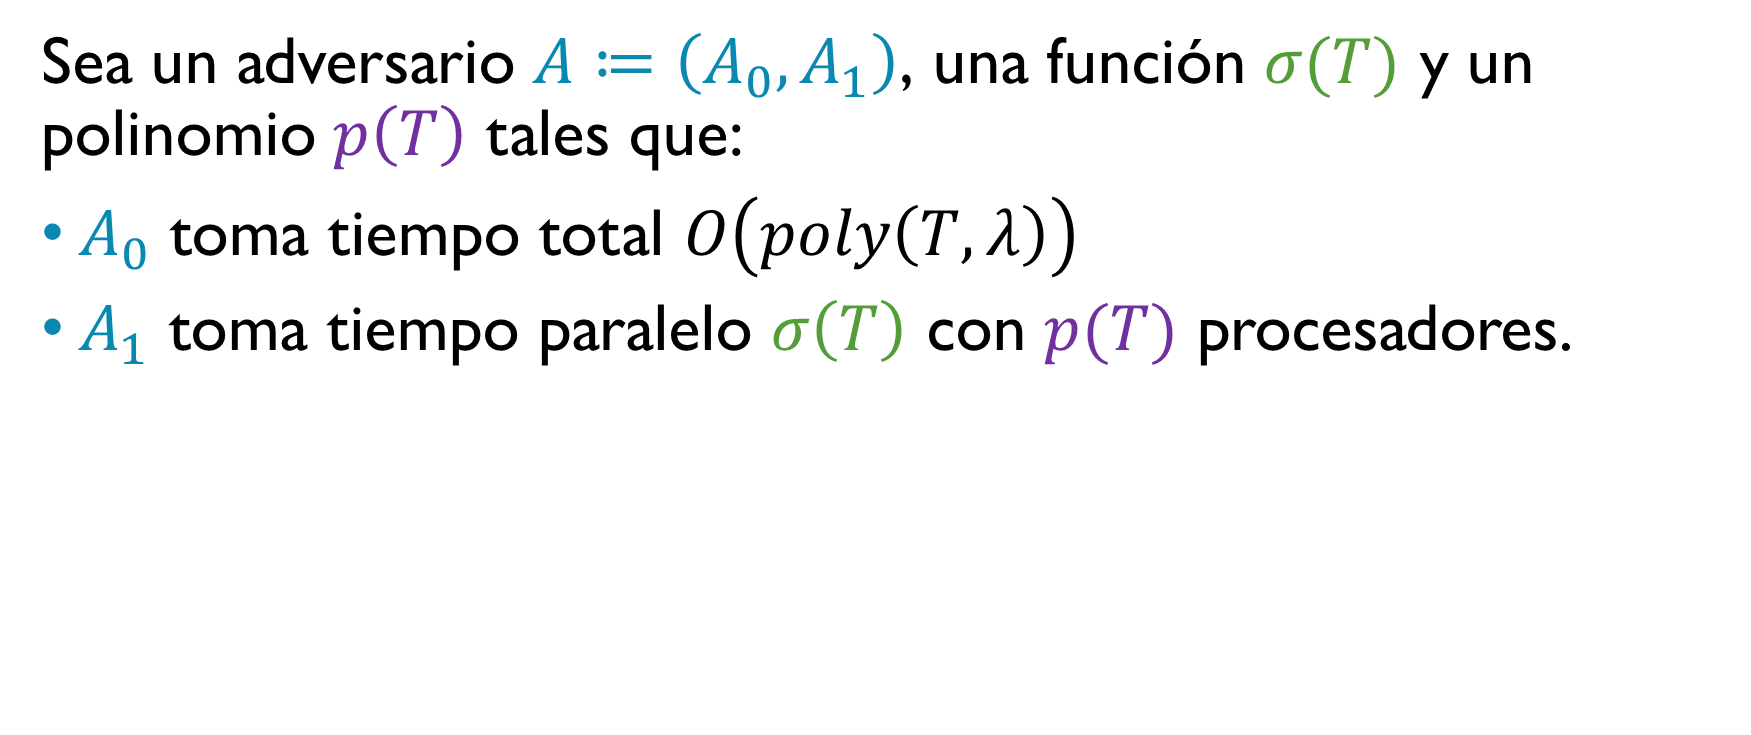 Sea un adversario 𝐴 ≔ (𝐴₀, 𝐴₁), una función 𝜎(𝑇) y un
polinomio 𝑝(𝑇) tales que:
• 𝐴₀ toma tiempo total 𝑂(𝑝𝑜𝑙𝑦(𝑇, 𝜆))
• 𝐴₁ toma tiempo paralelo 𝜎(𝑇) con 𝑝(𝑇) procesadores.